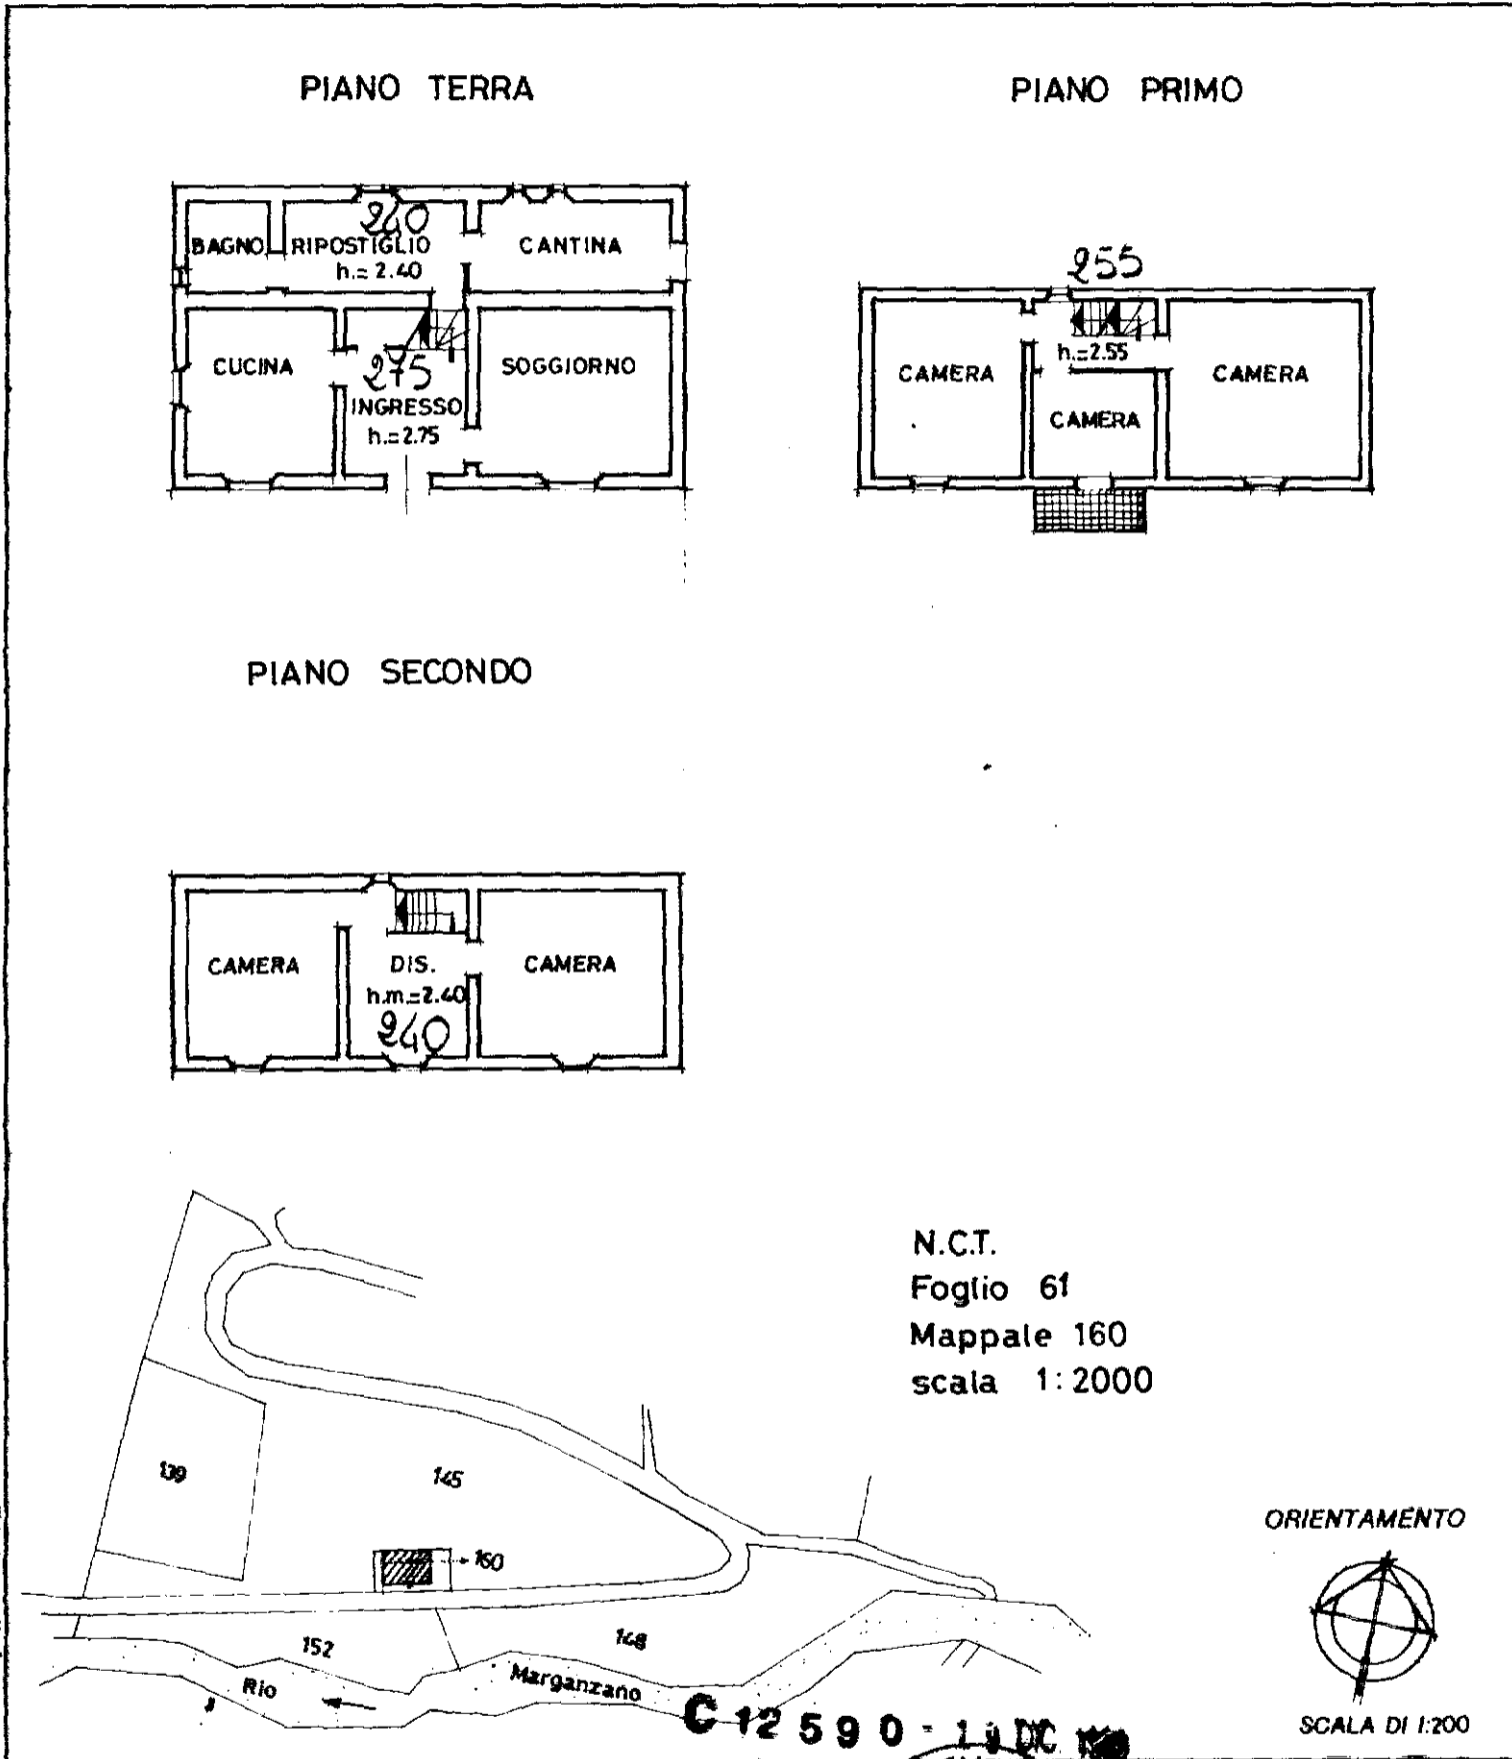 PIANO TERRA
PIANO PRIMO
240
BAGNO
RIPOSTIGLIO
h.= 2.40
CANTINA
CUCINA
275
INGRESSO
h.= 2.75
SOGGIORNO
255
h.= 2.55
CAMERA
CAMERA
CAMERA
PIANO SECONDO
CAMERA
DIS.
h.m.= 2.40
240
CAMERA
N.C.T.
Foglio 61
Mappale 160
scala 1:2000
139
145
160
152
148
Rio
Marganzano
ORIENTAMENTO
SCALA DI 1:200
C 12590